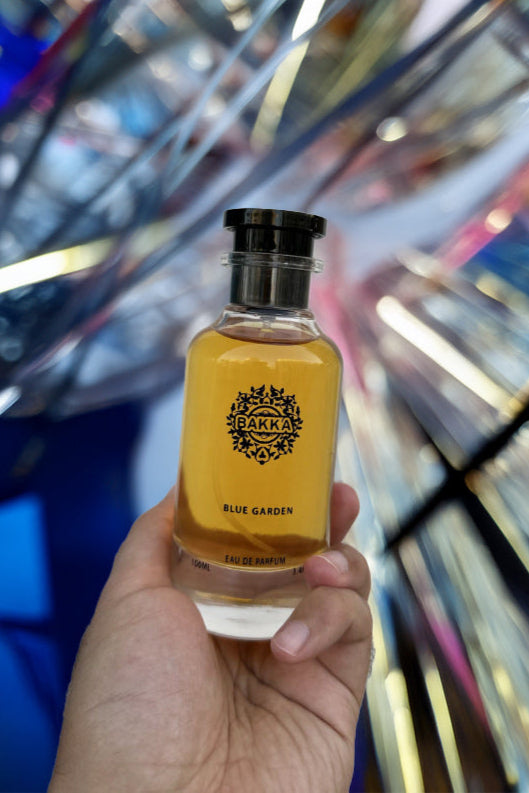 BAKKA
BLUE GARDEN
EAU DE PARFUM
100ML